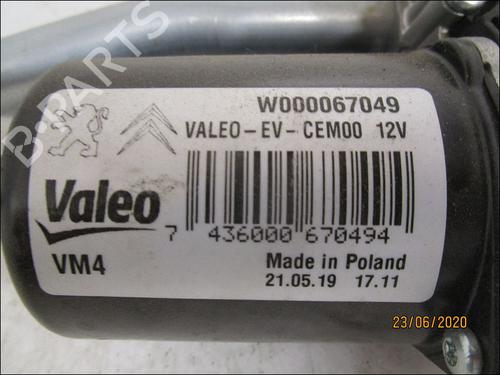 W000067049
VALEO-EV-CEM00 12V
Valeo
7 436000 670494
VM4
Made in Poland
21.05.19 17.11
23/06/2020
B-PARTS